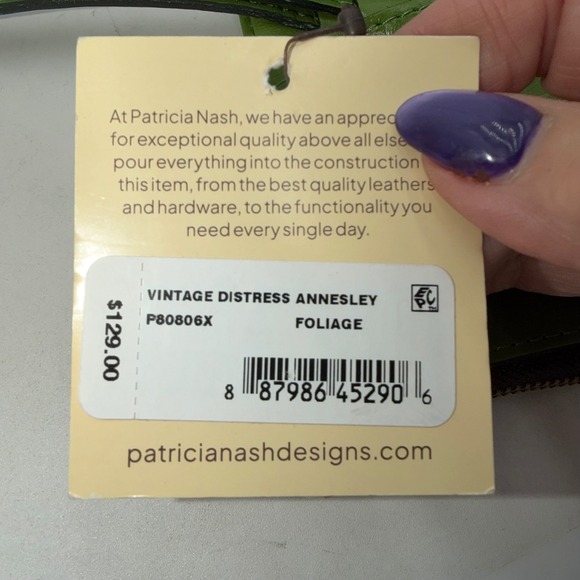 At Patricia Nash, we have an apprec
for exceptional quality above all else
pour everything into the construction
this item, from the best quality leathers
and hardware, to the functionality you
need every single day.
$129.00
VINTAGE DISTRESS ANNESLEY
P80806X FOLIAGE
8 87986 45290 6
patricianashdesigns.com